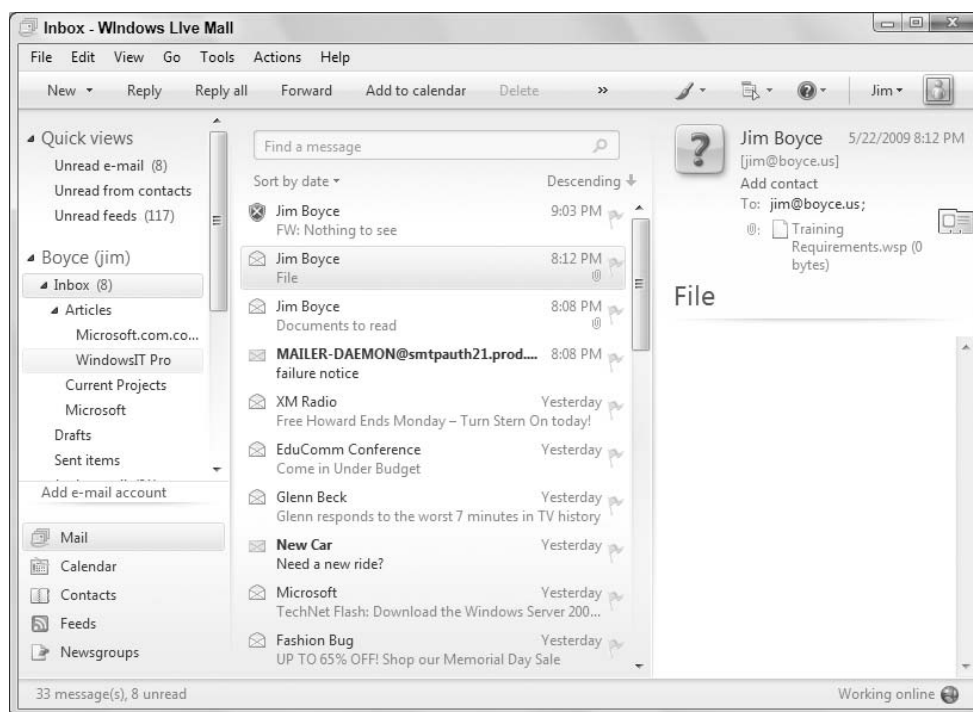 Inbox - Windows Live Mail
File Edit View Go Tools Actions Help
New Reply Reply all Forward Add to calendar Delete » Jim
Quick views
Unread e-mail (8)
Unread from contacts
Unread feeds (117)
Boyce (jim)
Inbox (8)
Articles
Microsoft.com.co...
WindowsIT Pro
Current Projects
Microsoft
Drafts
Sent items
Add e-mail account
Mail
Calendar
Contacts
Feeds
Newsgroups
Find a message
Sort by date Descending
Jim Boyce 9:03 PM
FW: Nothing to see
Jim Boyce 8:12 PM
File
Jim Boyce 8:08 PM
Documents to read
MAILER-DAEMON@smtpauth21.prod.... 8:08 PM
failure notice
XM Radio Yesterday
Free Howard Ends Monday – Turn Stern On today!
EduComm Conference Yesterday
Come in Under Budget
Glenn Beck Yesterday
Glenn responds to the worst 7 minutes in TV history
New Car Yesterday
Need a new ride?
Microsoft Yesterday
TechNet Flash: Download the Windows Server 200...
Fashion Bug Yesterday
UP TO 65% OFF! Shop our Memorial Day Sale
Jim Boyce 5/22/2009 8:12 PM
[jim@boyce.us]
Add contact
To: jim@boyce.us;
Training
Requirements.wsp (0
bytes)
File
33 message(s), 8 unread
Working online